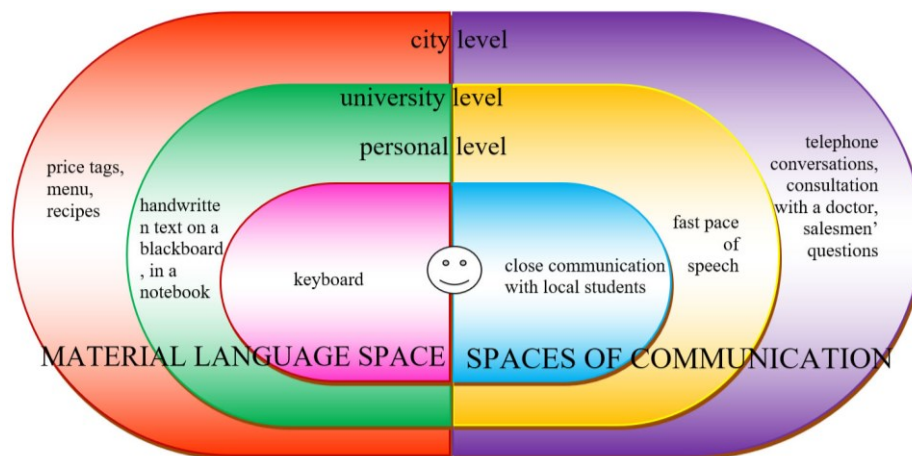 city level
university level
personal level
price tags,
menu,
recipes
handwritte
n text on a
blackboard
, in a
notebook
keyboard
close communication
with local students
fast pace
of
speech
telephone
conversations,
consultation
with a doctor,
salesmen’
questions
MATERIAL LANGUAGE SPACE
SPACES OF COMMUNICATION